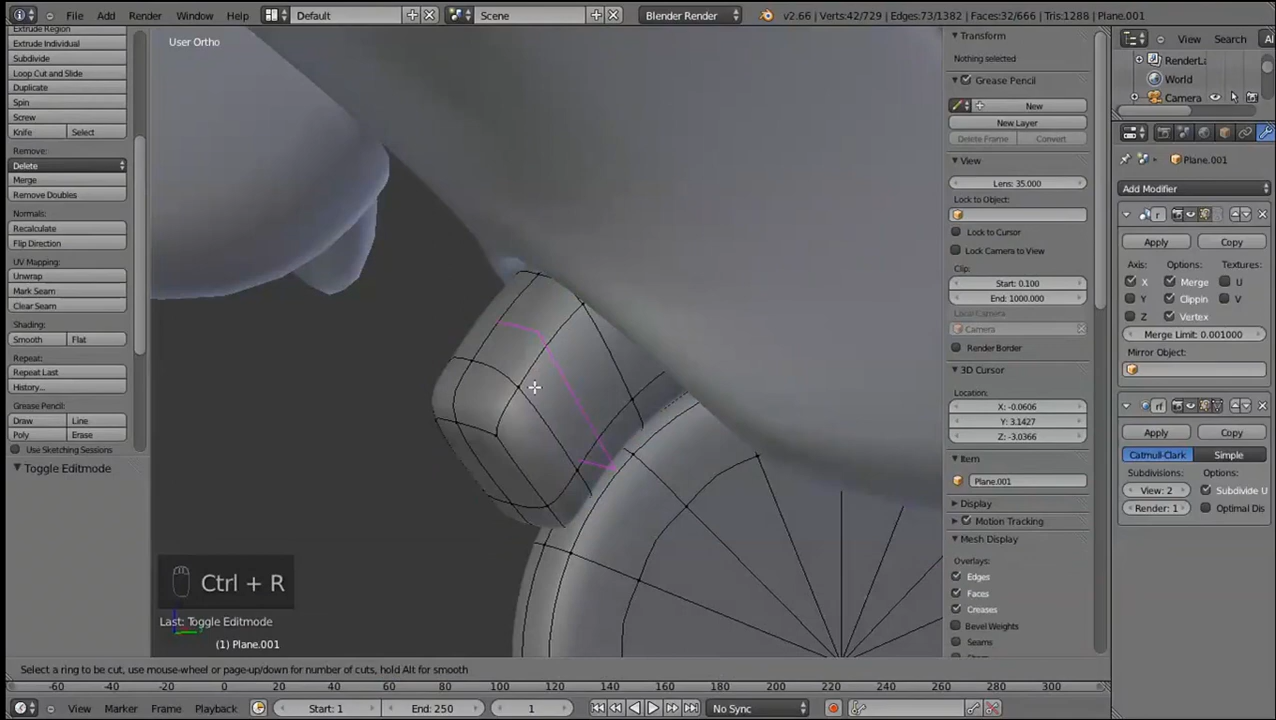 File Add Render Window Help Default Scene Blender Render v2.66 | Verts:42/729 | Edges:73/1382 | Faces:32/666 | Tris:1288 | Plane.001
Extrude Region
Extrude Individual
Subdivide
Loop Cut and Slide
Duplicate
Spin
Screw
Knife Select
Remove:
Delete
Merge
Remove Doubles
Normals:
Recalculate
Flip Direction
UV Mapping:
Unwrap
Mark Seam
Clear Seam
Shading:
Smooth Flat
Repeat:
Repeat Last
History...
Grease Pencil:
Draw Line
Poly Erase
Use Sketching Sessions
Toggle Editmode
User Ortho
Ctrl + R
Last: Toggle Editmode
(1) Plane.001
Select a ring to be cut, use mouse-wheel or page-up/down for number of cuts, hold Alt for smooth
Transform
Nothing selected
Grease Pencil
New
New Layer
Delete Frame Convert
View
Lens: 35.000
Lock to Object:
Lock to Cursor
Lock Camera to View
Clip:
Start: 0.100
End: 1000.000
Local Camera:
Camera
Render Border
3D Cursor
Location:
X: -0.0606
Y: 3.1427
Z: -3.0366
Item
Plane.001
Display
Motion Tracking
Mesh Display
Overlays:
Edges
Faces
Creases
Bevel Weights
Seams
View Search Al
RenderLa
World
Camera
Plane.001
Add Modifier
Apply Copy
Axis: Options: Textures:
X Merge U
Y Clippin V
Z Vertex
Merge Limit: 0.001000
Mirror Object:
Apply Copy
Catmull-Clark Simple
Subdivisions: Options:
View: 2 Subdivide U
Render: 1 Optimal Dis
-60 -40 -20 0 20 40 60 80 100 120 140 160 180 200 220 240 260 280 300
View Marker Frame Playback Start: 1 End: 250 1 No Sync